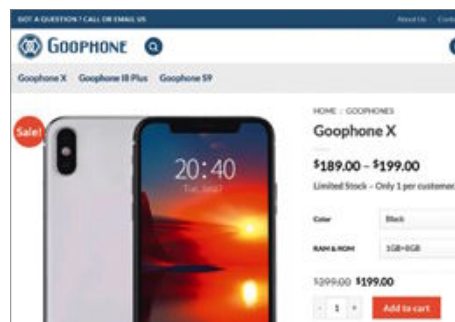 GOT A QUESTION? CALL OR EMAIL US
About Us
GOOPHONE
Goophone X Goophone I8 Plus Goophone S9
HOME / GOOPHONES
Sale!
Goophone X
20:40
$189.00 – $199.00
Limited Stock – Only 1 per customer
Color Black
RAM & ROM 1GB+8GB
$299.00 $199.00
- 1 + Add to cart